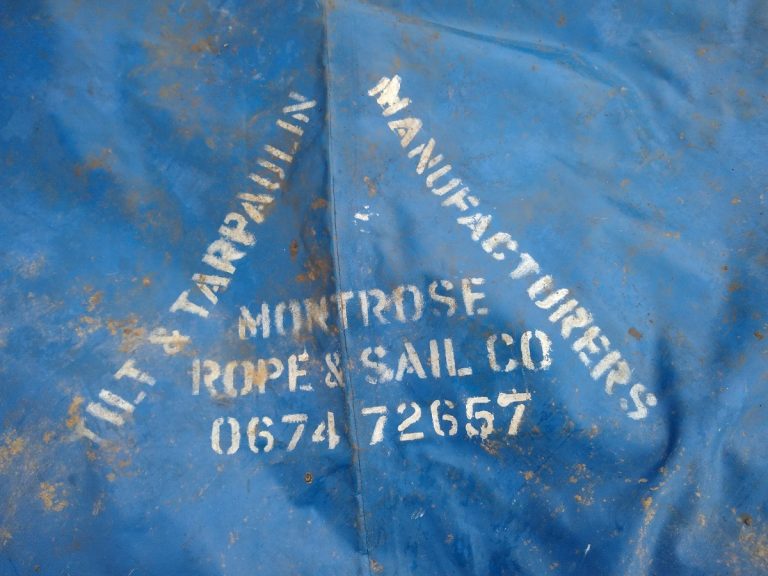 TILT & TARPAULIN
MANUFACTURERS
MONTROSE
ROPE & SAIL CO
0674 72657